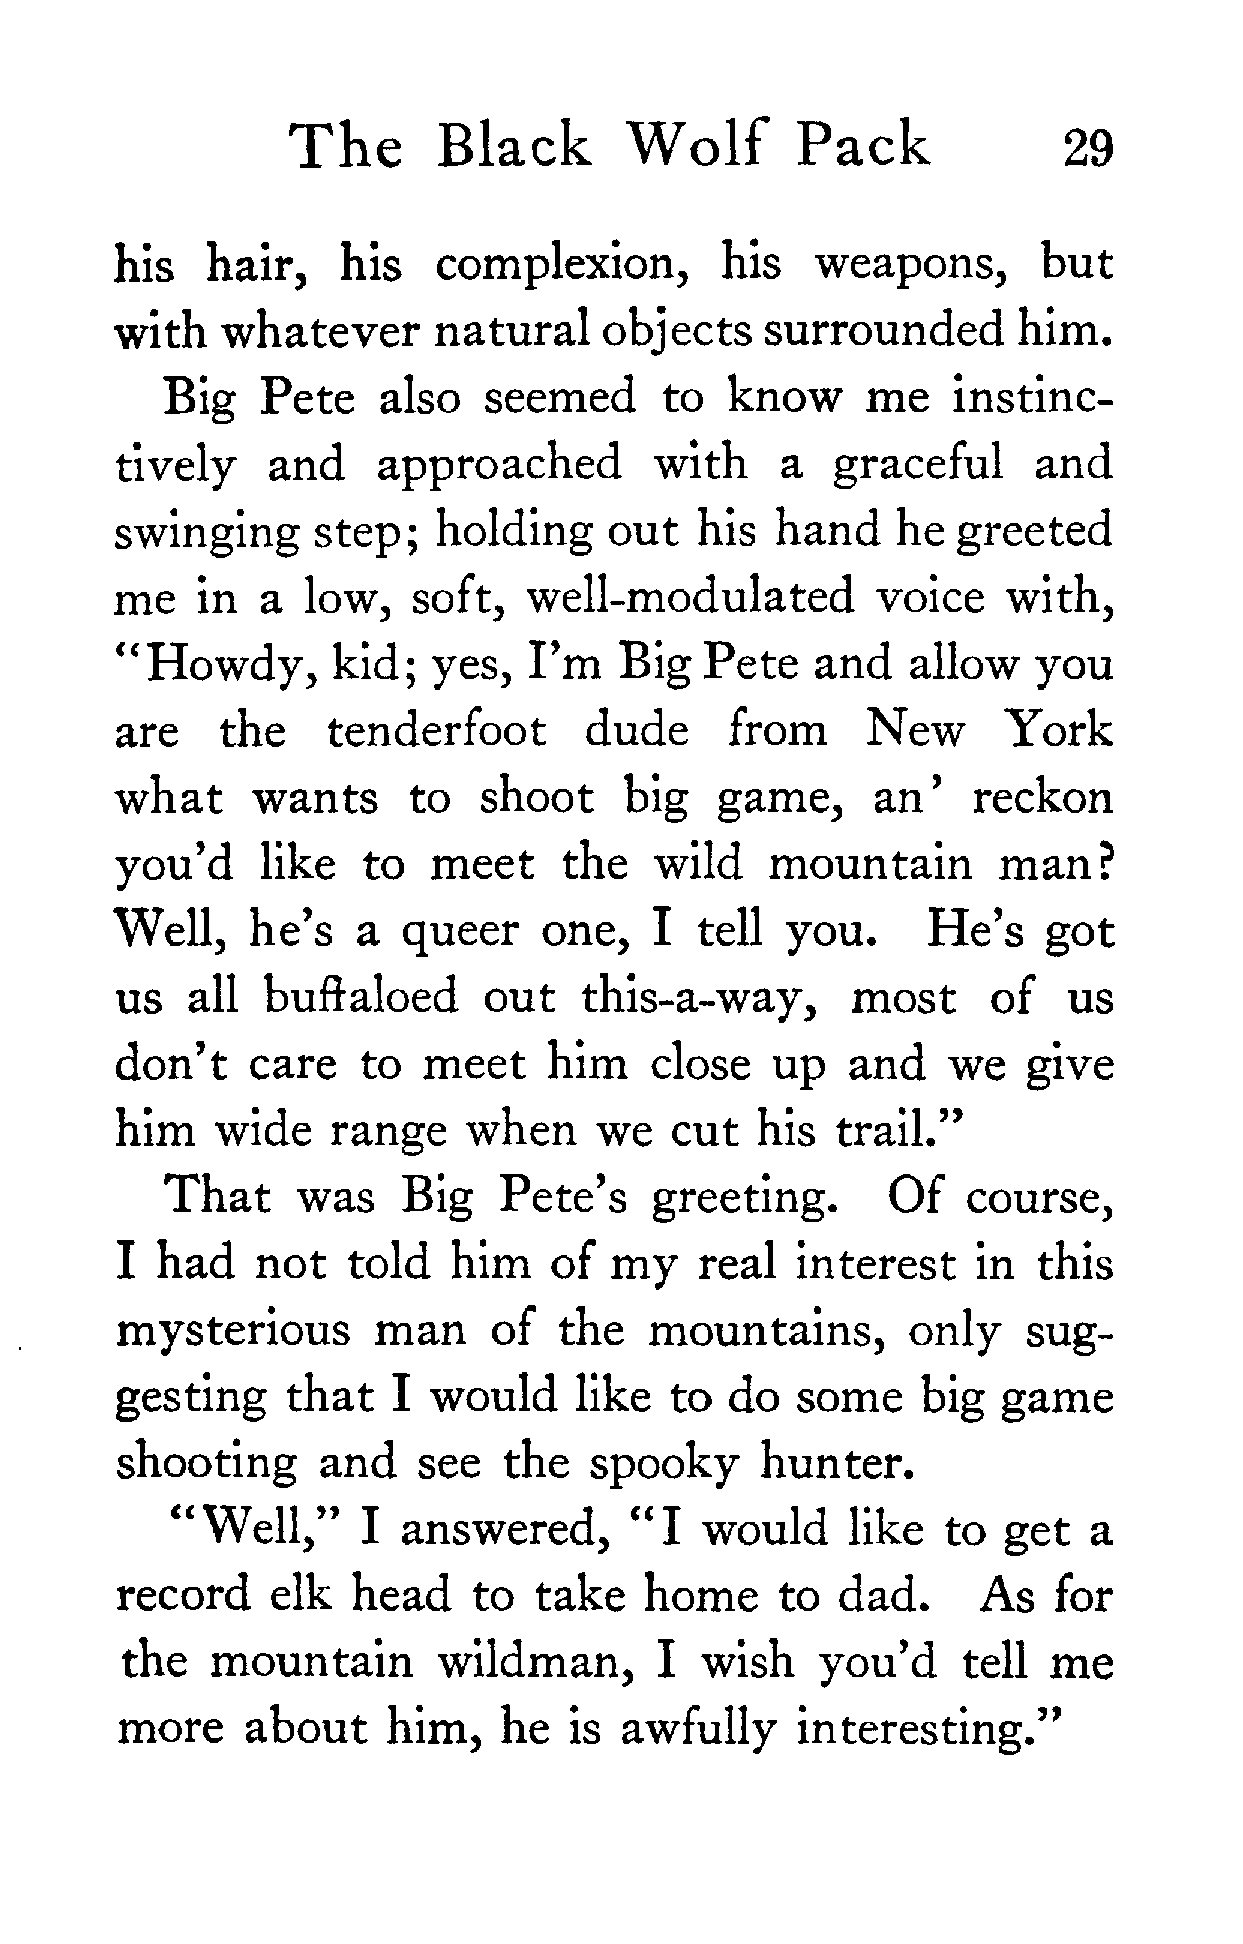 The Black Wolf Pack 29
his hair, his complexion, his weapons, but
with whatever natural objects surrounded him.
Big Pete also seemed to know me instinc-
tively and approached with a graceful and
swinging step; holding out his hand he greeted
me in a low, soft, well-modulated voice with,
“Howdy, kid; yes, I’m Big Pete and allow you
are the tenderfoot dude from New York
what wants to shoot big game, an’ reckon
you’d like to meet the wild mountain man?
Well, he’s a queer one, I tell you. He’s got
us all buffaloed out this-a-way, most of us
don’t care to meet him close up and we give
him wide range when we cut his trail.”
That was Big Pete’s greeting. Of course,
I had not told him of my real interest in this
mysterious man of the mountains, only sug-
gesting that I would like to do some big game
shooting and see the spooky hunter.
“Well,” I answered, “I would like to get a
record elk head to take home to dad. As for
the mountain wildman, I wish you’d tell me
more about him, he is awfully interesting.”